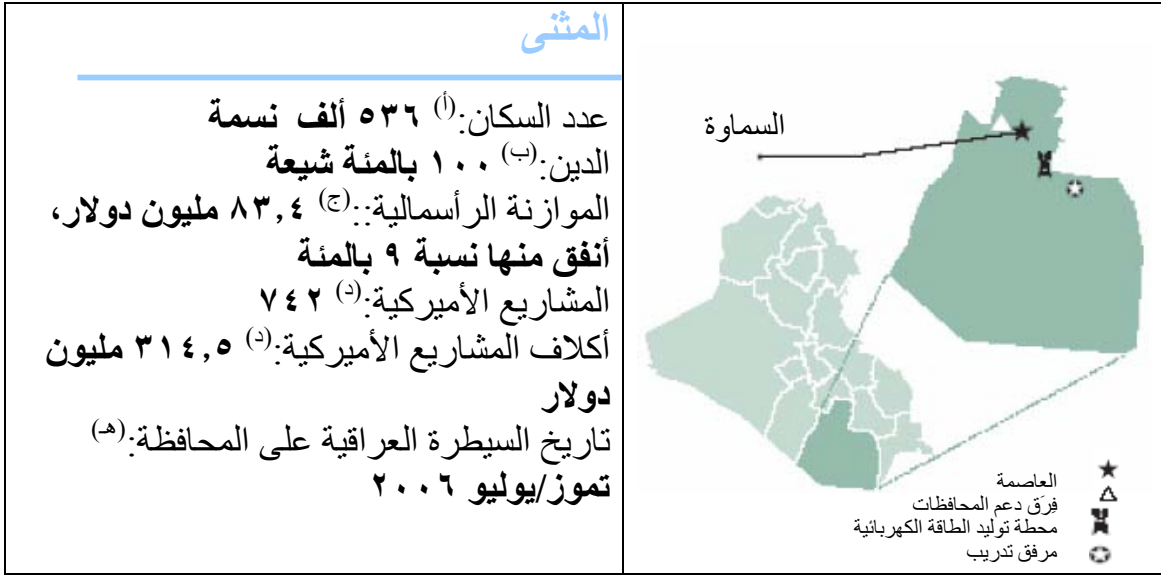 المثنى
عدد السكان:(أ) ٥٣٦ ألف نسمة
الدين:(ب) ١٠٠ بالمئة شيعة
الموازنة الرأسمالية::(ج) ٨٣,٤ مليون دولار،
أنفق منها نسبة ٩ بالمئة
المشاريع الأميركية:(د) ٧٤٢
أكلاف المشاريع الأميركية:(د) ٣١٤,٥ مليون
دولار
تاريخ السيطرة العراقية على المحافظة:(هـ)
تموز/يوليو ٢٠٠٦
السماوة
العاصمة
فِرَق دعم المحافظات
محطة توليد الطاقة الكهربائية
مرفق تدريب